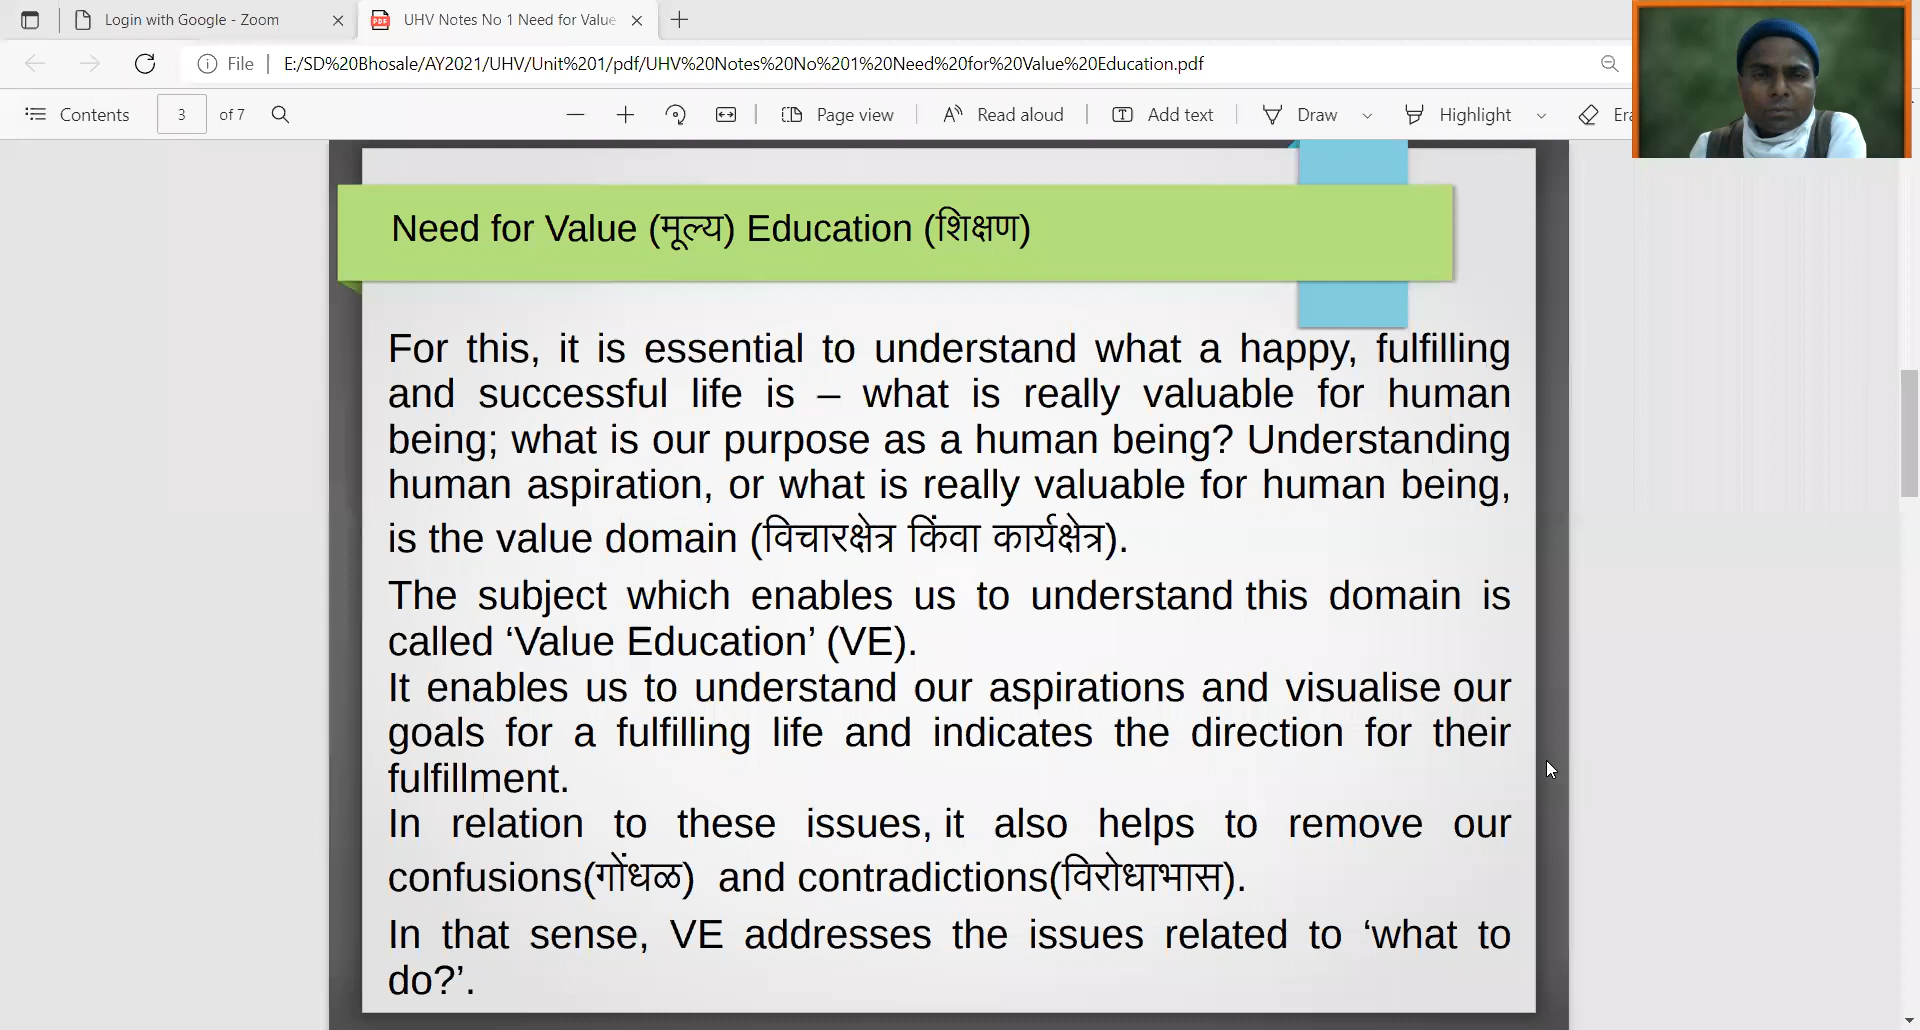 Login with Google - Zoom
UHV Notes No 1 Need for Value
File
E:/SD%20Bhosale/AY2021/UHV/Unit%201/pdf/UHV%20Notes%20No%201%20Need%20for%20Value%20Education.pdf
Contents 3 of 7 Page view Read aloud Add text Draw Highlight
Need for Value (मूल्य) Education (शिक्षण)
For this, it is essential to understand what a happy, fulfilling
and successful life is – what is really valuable for human
being; what is our purpose as a human being? Understanding
human aspiration, or what is really valuable for human being,
is the value domain (विचारक्षेत्र किंवा कार्यक्षेत्र).
The subject which enables us to understand this domain is
called ‘Value Education’ (VE).
It enables us to understand our aspirations and visualise our
goals for a fulfilling life and indicates the direction for their
fulfillment.
In relation to these issues, it also helps to remove our
confusions(गोंधळ) and contradictions(विरोधाभास).
In that sense, VE addresses the issues related to ‘what to
do?’.